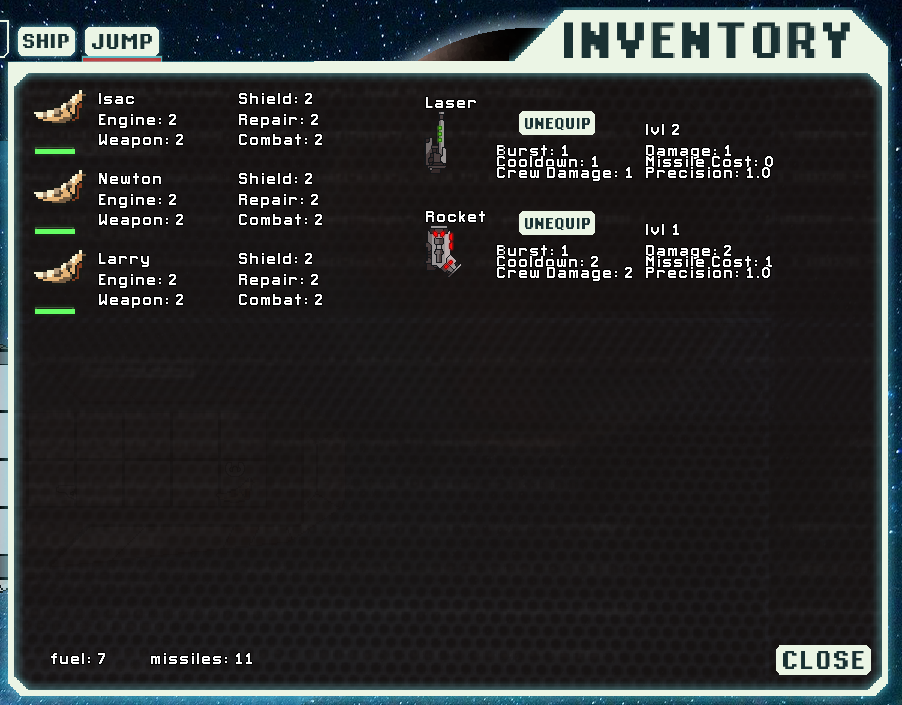 SHIP JUMP INVENTORY
Isac Shield: 2
Engine: 2 Repair: 2
Weapon: 2 Combat: 2
Newton Shield: 2
Engine: 2 Repair: 2
Weapon: 2 Combat: 2
Larry Shield: 2
Engine: 2 Repair: 2
Weapon: 2 Combat: 2
Laser
UNEQUIP lvl 2
Burst: 1 Damage: 1
Cooldown: 1 Missile Cost: 0
Crew Damage: 1 Precision: 1.0
Rocket
UNEQUIP lvl 1
Burst: 1 Damage: 2
Cooldown: 2 Missile Cost: 1
Crew Damage: 2 Precision: 1.0
fuel: 7 missiles: 11 CLOSE